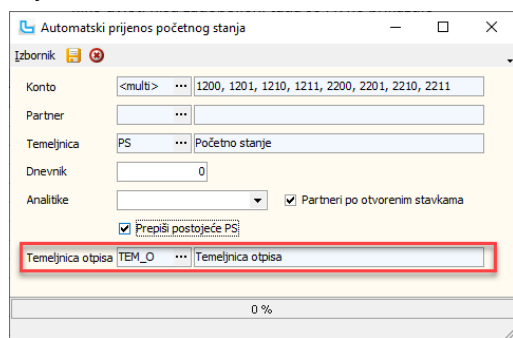 Automatski prijenos početnog stanja
Izbornik
Konto <multi> ... 1200, 1201, 1210, 1211, 2200, 2201, 2210, 2211
Partner ...
Temeljnica PS ... Početno stanje
Dnevnik 0
Analitike Partneri po otvorenim stavkama
Prepiši postojeće PS
Temeljnica otpisa TEM_O ... Temeljnica otpisa
0 %